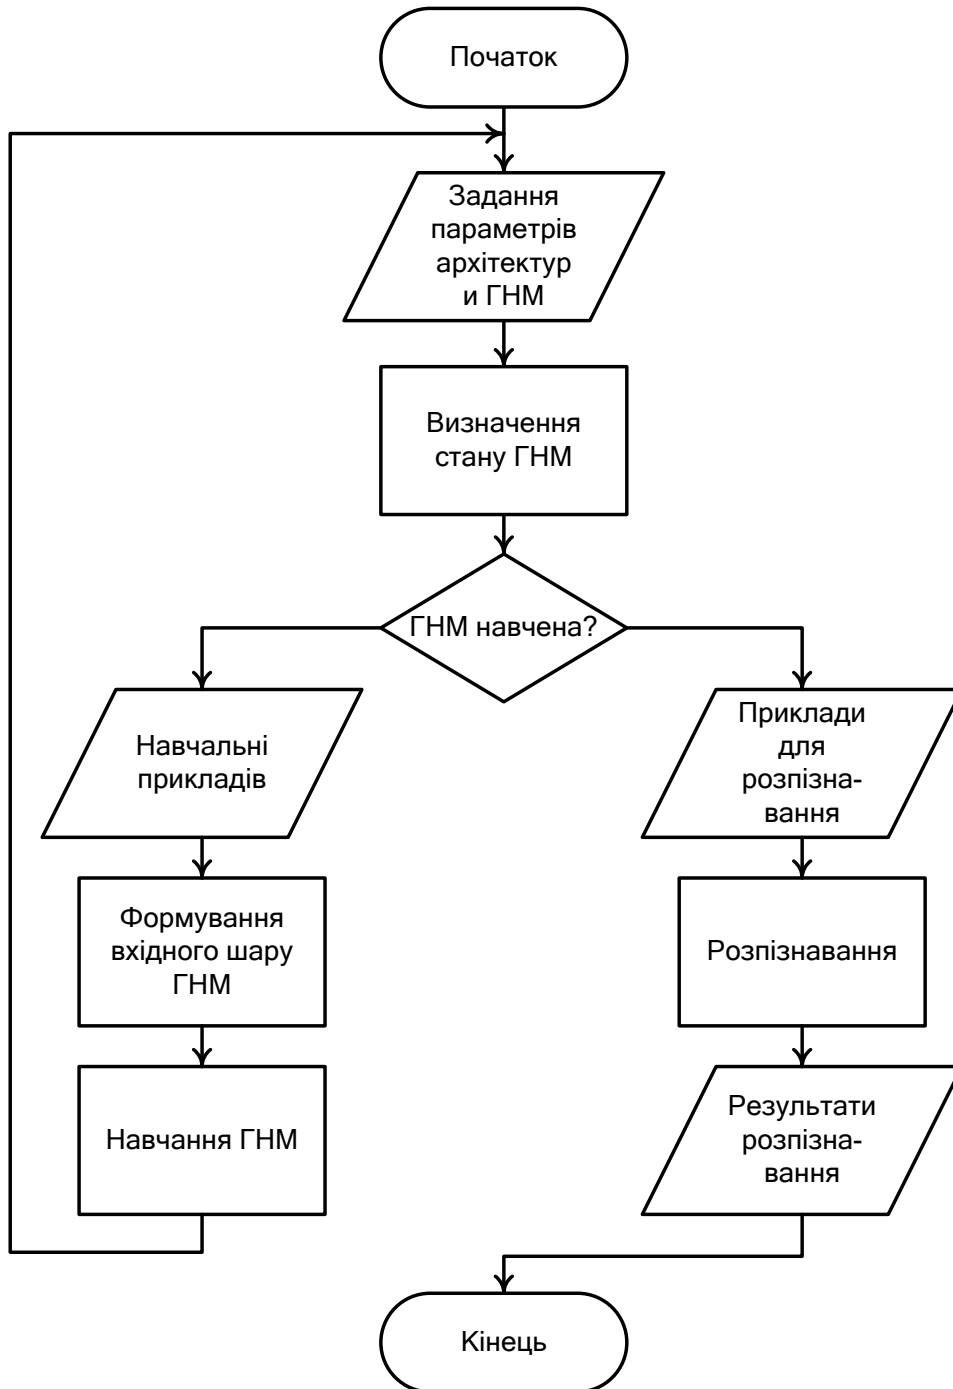 Початок
Задання
параметрів
архітектур
и ГНМ
Визначення
стану ГНМ
ГНМ навчена?
Навчальні
прикладів
Приклади
для
розпізна-
вання
Формування
вхідного шару
ГНМ
Розпізнавання
Навчання ГНМ
Результати
розпізна-
вання
Кінець